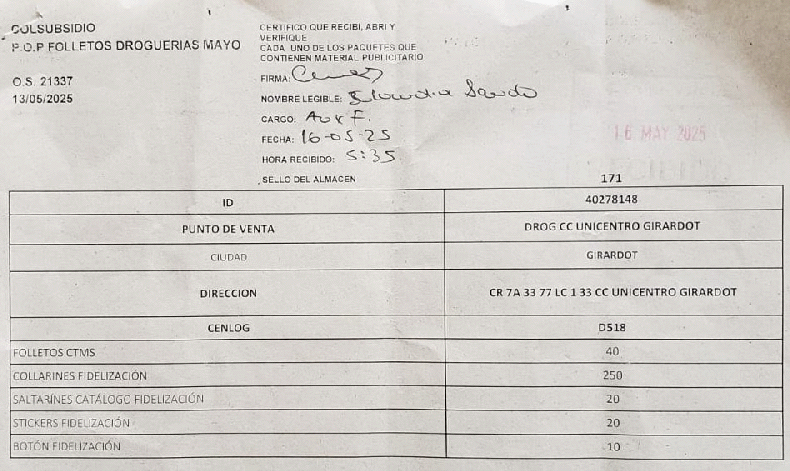 COLSUBSIDIO
P.O.P FOLLETOS DROGUERIAS MAYO
O.S. 21337
13/05/2025
CERTIFICO QUE RECIBI, ABRI Y
VERIFIQUE
CADA UNO DE LOS PAQUETES QUE
CONTIENEN MATERIAL PUBLICITARIO
FIRMA:
NOMBRE LEGIBLE:
CARGO: Aux F.
FECHA: 16-05-25
HORA RECIBIDO: 5:35
SELLO DEL ALMACEN
16 MAY 2025
RECIBIDO
171
ID 40278148
PUNTO DE VENTA DROG CC UNICENTRO GIRARDOT
CIUDAD GIRARDOT
DIRECCION CR 7A 33 77 LC 1 33 CC UNICENTRO GIRARDOT
CENLOG D518
FOLLETOS CTMS 40
COLLARINES FIDELIZACIÓN 250
SALTARÍNES CATÁLOGO FIDELIZACIÓN 20
STICKERS FIDELIZACIÓN 20
BOTÓN FIDELIZACIÓN 10